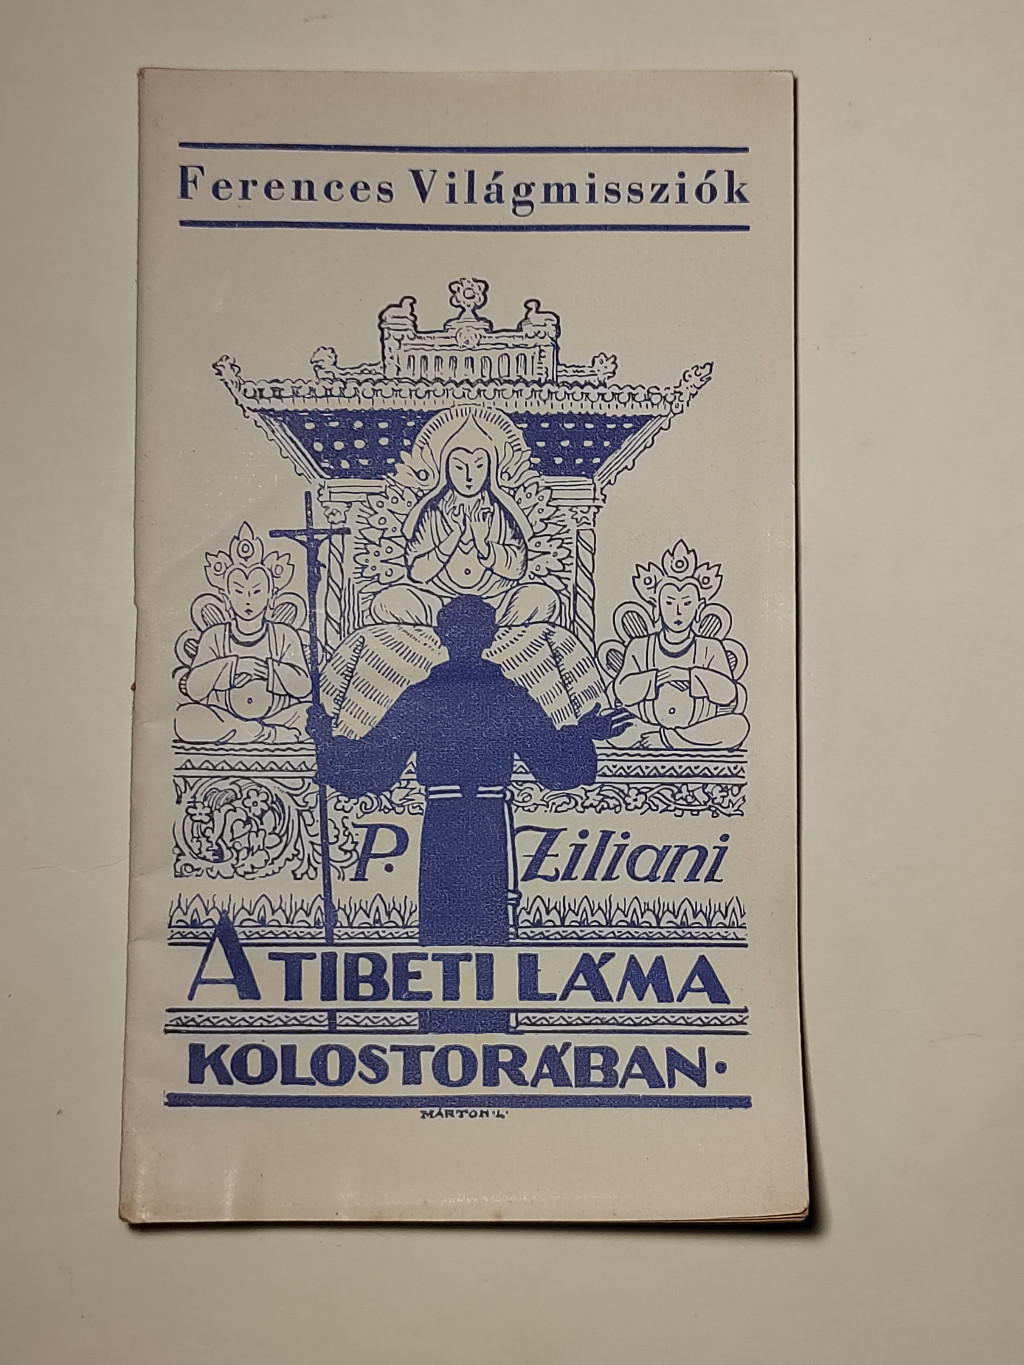 Ferences Világmissziók
P. Ziliani
A TIBETI LÁMA
KOLOSTORÁBAN.
MÁRTON.L.